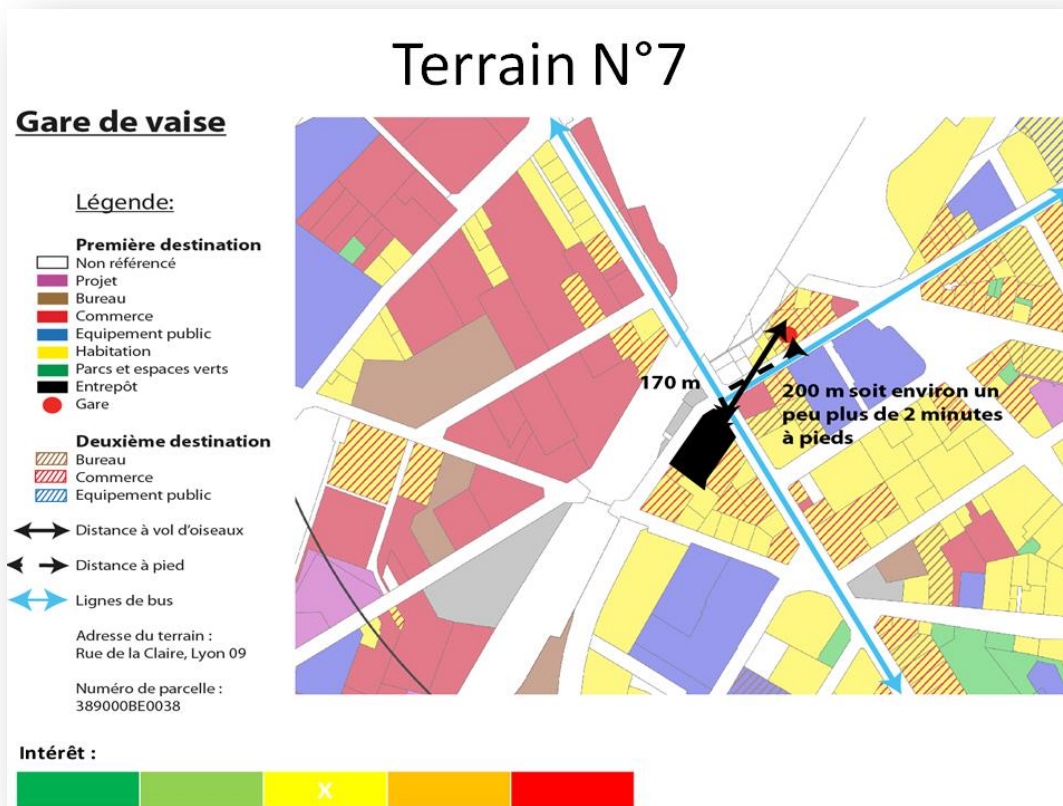 Terrain N°7
Gare de vaise
Légende:
Première destination
Non référencé
Projet
Bureau
Commerce
Equipement public
Habitation
Parcs et espaces verts
Entrepôt
Gare
Deuxième destination
Bureau
Commerce
Equipement public
Distance à vol d'oiseaux
Distance à pied
Lignes de bus
Adresse du terrain :
Rue de la Claire, Lyon 09
Numéro de parcelle :
389000BE0038
170 m
200 m soit environ un
peu plus de 2 minutes
à pieds
Intérêt :
X